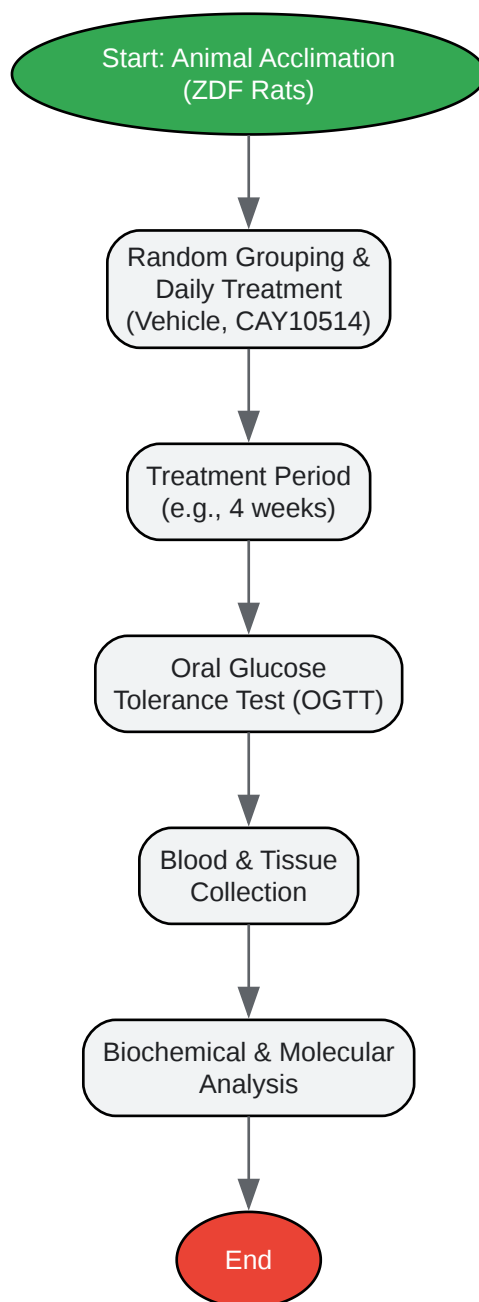 Start: Animal Acclimation
(ZDF Rats)
Random Grouping &
Daily Treatment
(Vehicle, CAY10514)
Treatment Period
(e.g., 4 weeks)
Oral Glucose
Tolerance Test (OGTT)
Blood & Tissue
Collection
Biochemical & Molecular
Analysis
End